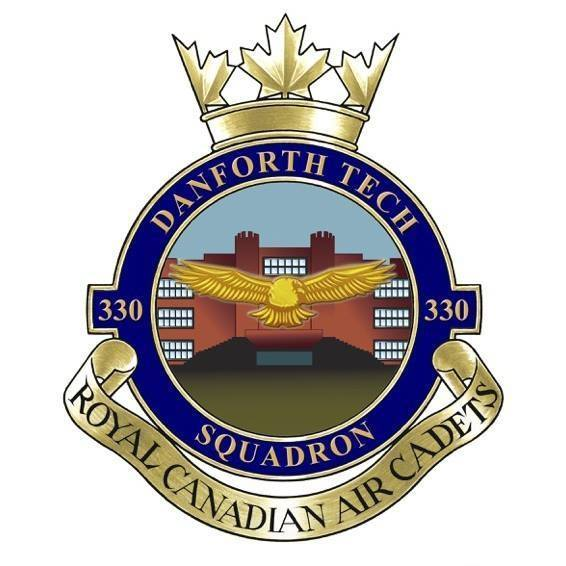 DANFORTH TECH
330
330
SQUADRON
ROYAL CANADIAN AIR CADETS